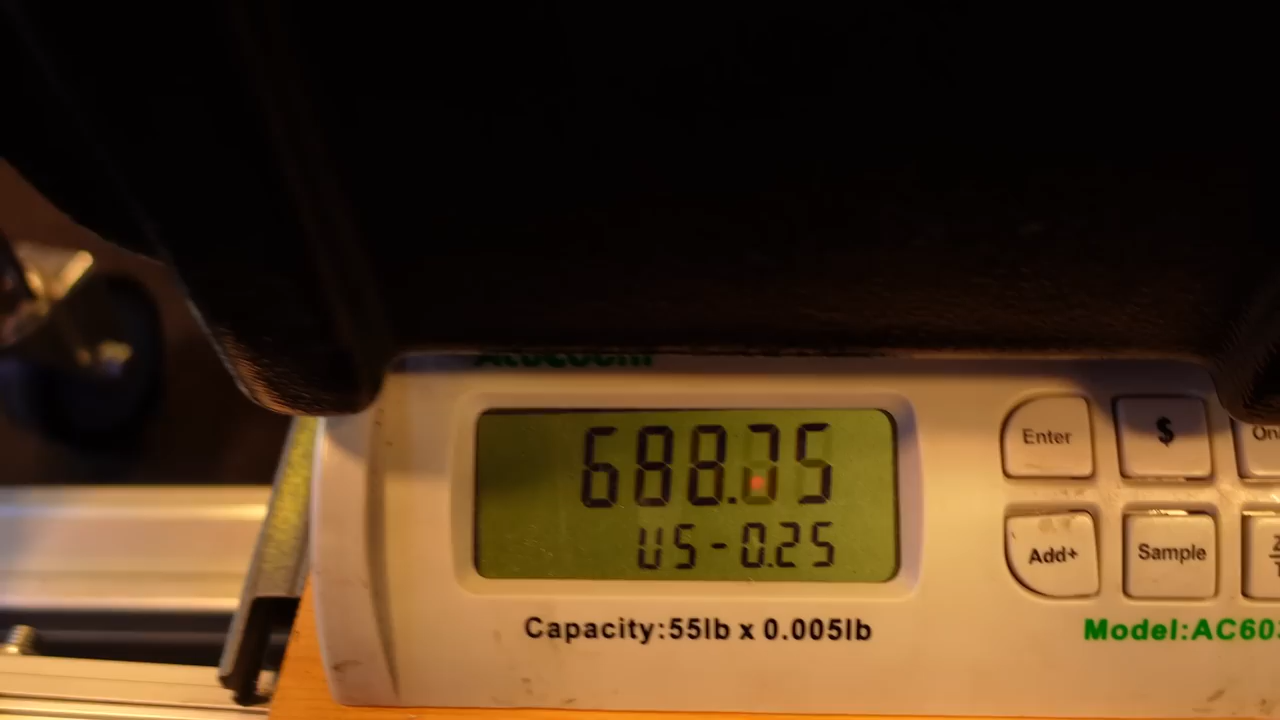 688.75
US-0.25
Enter
$
Add+
Sample
Capacity:55lb x 0.005lb